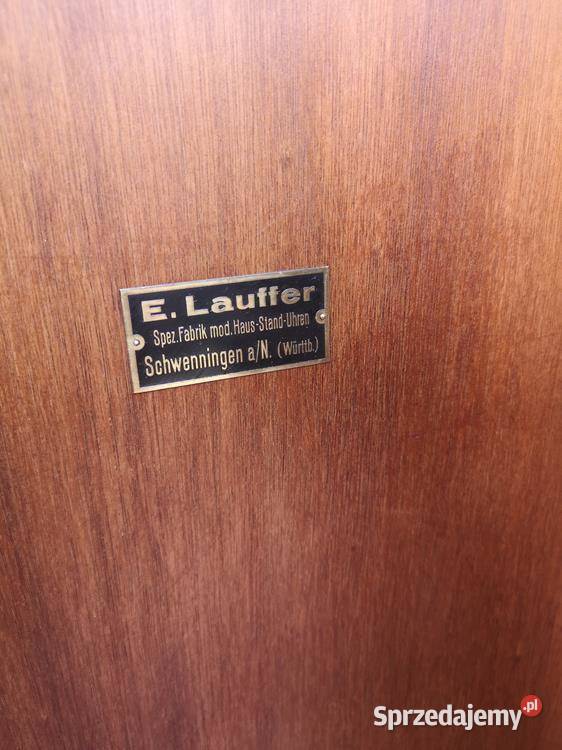 E. Lauffer
Spez.Fabrik mod.Haus-Stand-Uhren
Schwenningen a/N. (Württb.)
Sprzedajemy.pl